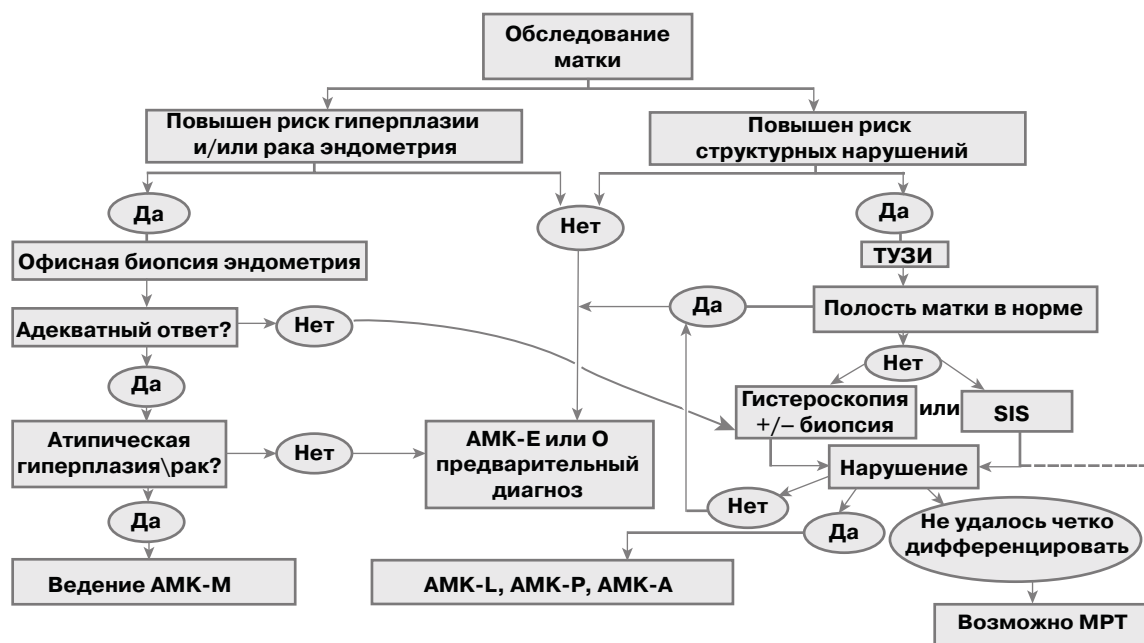 Обследование
матки
Повышен риск гиперплазии
и/или рака эндометрия
Повышен риск
структурных нарушений
Да
Нет
Да
Офисная биопсия эндометрия
ТУЗИ
Адекватный ответ?
Нет
Да
Полость матки в норме
Да
Нет
Гистероскопия
+/− биопсия
или
SIS
Атипическая
гиперплазия\рак?
Нет
АМК-E или O
предварительный
диагноз
Нарушение
Да
Нет
Да
Не удалось четко
дифференцировать
Ведение АМК-M
АМК-L, АМК-P, АМК-A
Возможно МРТ